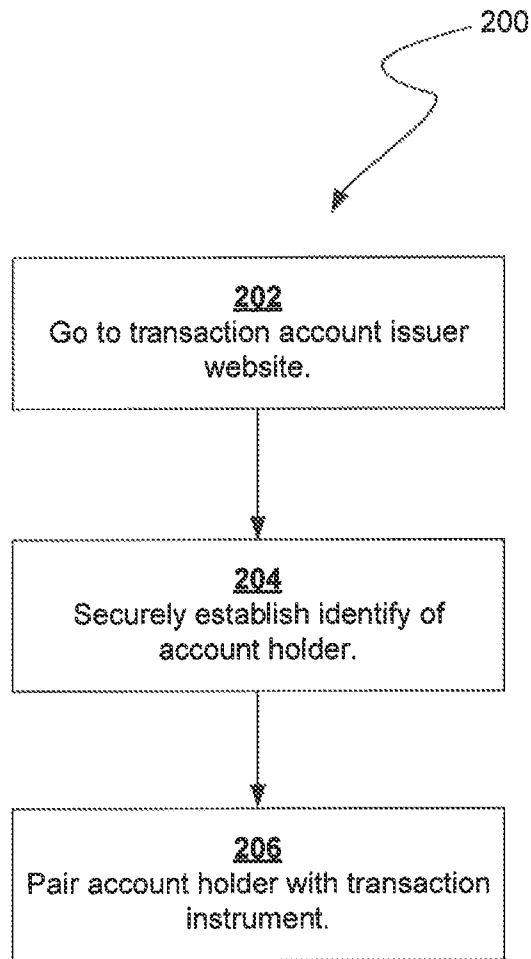 200
202
Go to transaction account issuer
website.
204
Securely establish identify of
account holder.
206
Pair account holder with transaction
instrument.